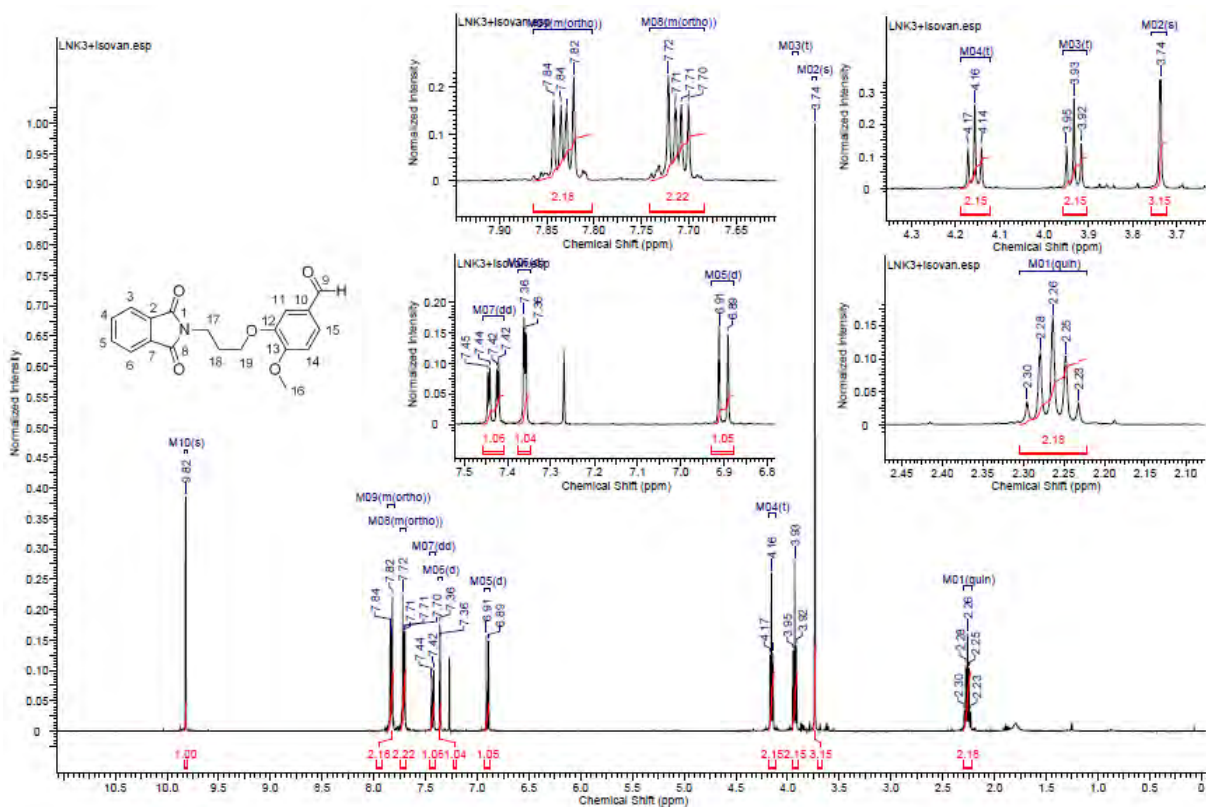 LNK3+Isovan.esp
Normalized Intensity
1.00
0.95
0.90
0.85
0.80
0.75
0.70
0.65
0.60
0.55
0.50
0.45
0.40
0.35
0.30
0.25
0.20
0.15
0.10
0.05
0
M10(s)
9.82
M09(m(ortho))
M08(m(ortho))
M07(dd)
M06(d)
M05(d)
7.84
7.82
7.72
7.71
7.71
7.70
7.44
7.42
7.36
7.36
6.91
6.89
M04(t)
4.17
4.16
3.95
3.93
3.92
M03(t)
M02(s)
3.74
M01(quin)
2.30
2.28
2.26
2.25
2.23
1.00
2.18
2.22
1.06
1.04
1.05
2.15
2.15
3.15
2.18
10.5 10.0 9.5 9.0 8.5 8.0 7.5 7.0 6.5 6.0 5.5 5.0 4.5 4.0 3.5 3.0 2.5 2.0 1.5 1.0 0.5 0
Chemical Shift (ppm)
O
9
H
11
10
3
2
O
1
17
12
15
4
N
O
13
14
5
7
8
18
19
6
O
O
16
LNK3+Isovan.esp
M09(m(ortho))
M08(m(ortho))
Normalized Intensity
0.2
0.1
0
7.84
7.84
7.82
7.72
7.71
7.71
7.70
2.18
2.22
7.90 7.85 7.80 7.75 7.70 7.65
Chemical Shift (ppm)
LNK3+Isovan.esp
M04(t)
M03(t)
M02(s)
Normalized Intensity
0.3
0.2
0.1
0
4.17
4.16
4.14
3.95
3.93
3.92
3.74
2.15
2.15
3.15
4.3 4.2 4.1 4.0 3.9 3.8 3.7
Chemical Shift (ppm)
LNK3+Isovan.esp
M07(dd)
M05(d)
Normalized Intensity
0.20
0.15
0.10
0.05
0
7.45
7.44
7.42
7.42
7.36
7.36
6.91
6.89
1.06
1.04
1.05
7.5 7.4 7.3 7.2 7.1 7.0 6.9 6.8
Chemical Shift (ppm)
LNK3+Isovan.esp
M01(quin)
Normalized Intensity
0.15
0.10
0.05
0
2.30
2.28
2.26
2.25
2.23
2.18
2.45 2.40 2.35 2.30 2.25 2.20 2.15 2.10
Chemical Shift (ppm)